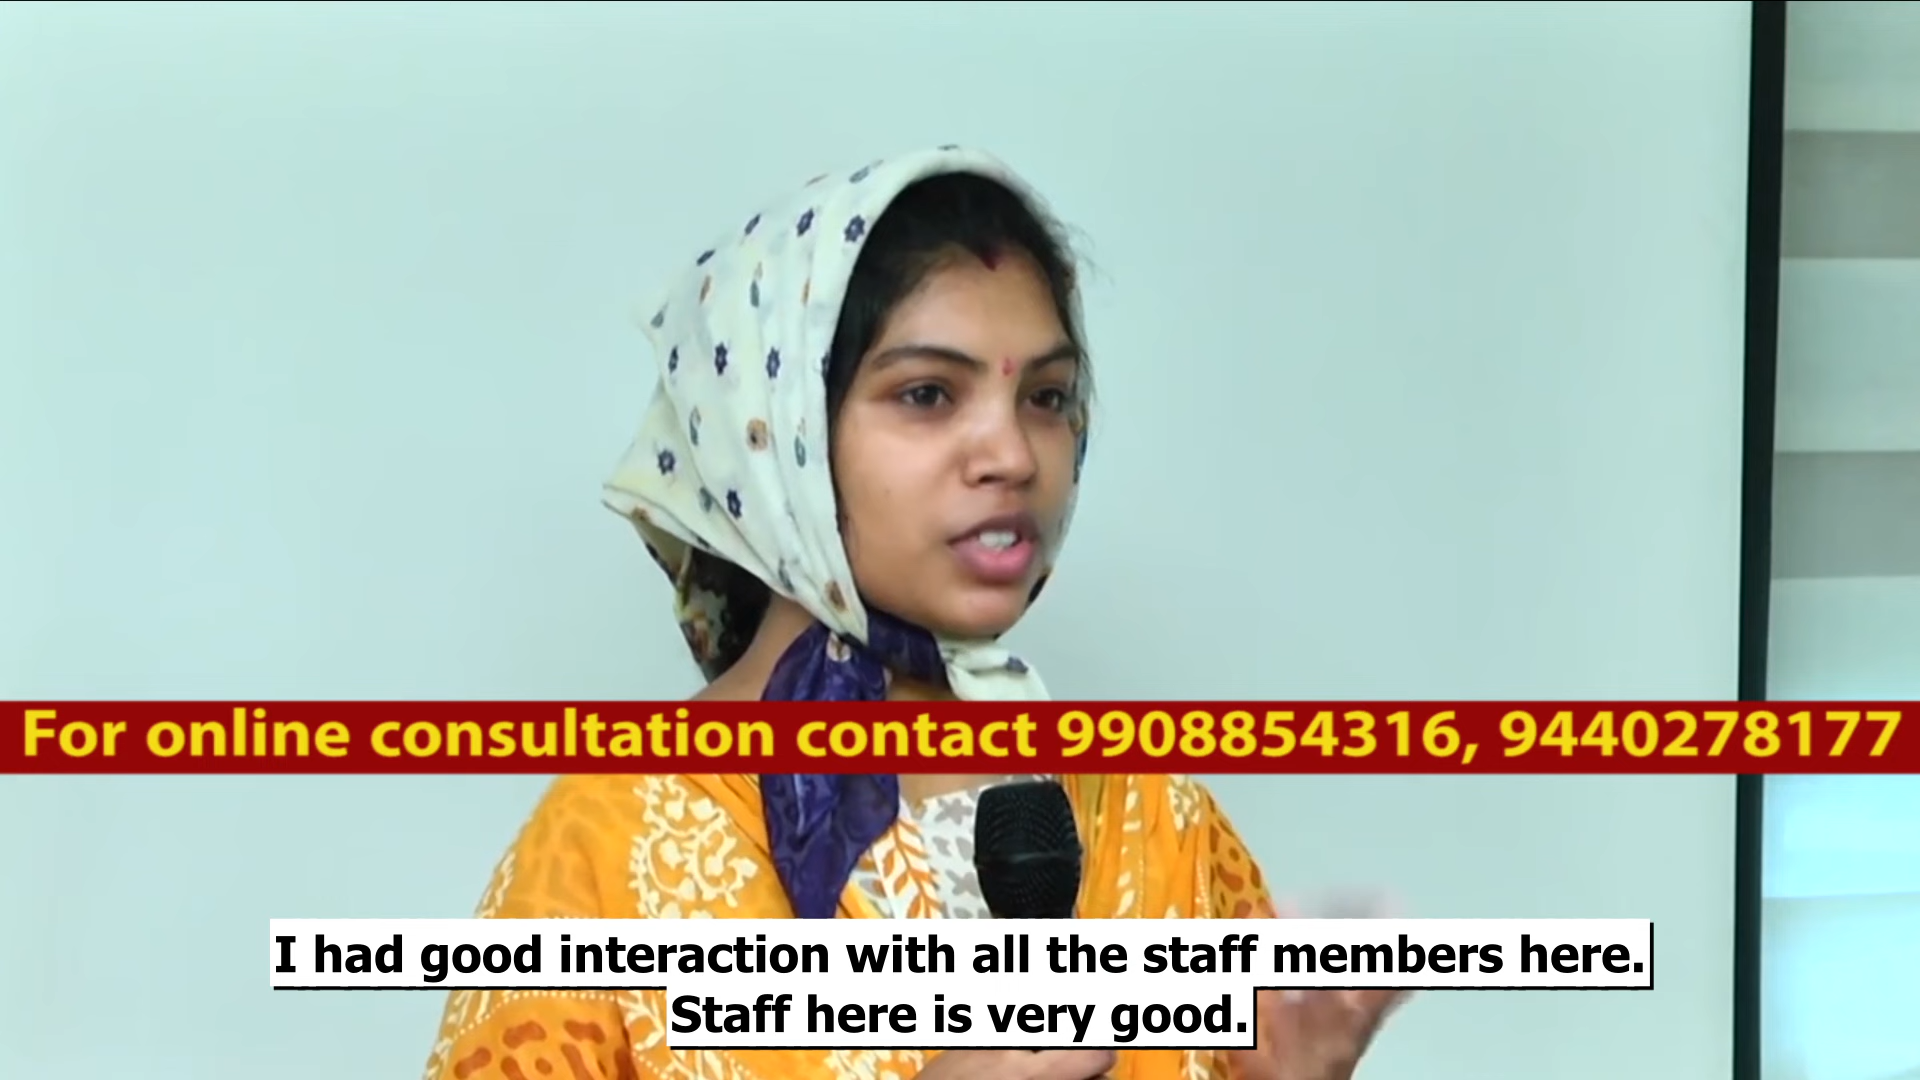 For online consultation contact 9908854316, 9440278177
I had good interaction with all the staff members here.
Staff here is very good.